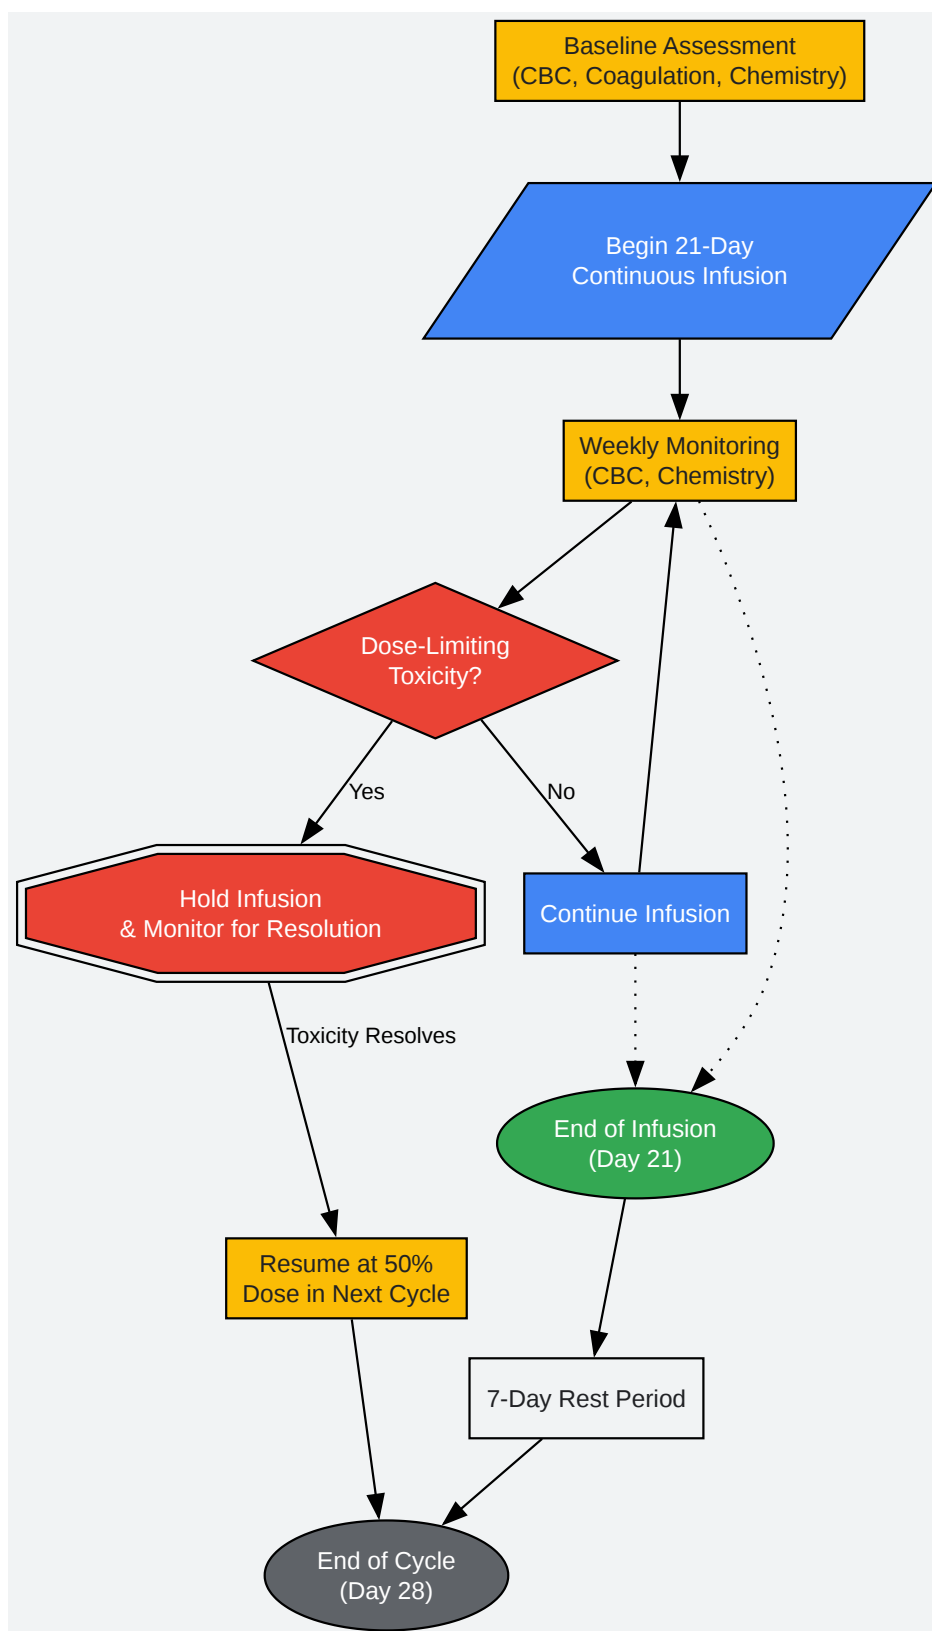 Baseline Assessment
(CBC, Coagulation, Chemistry)
Begin 21-Day
Continuous Infusion
Weekly Monitoring
(CBC, Chemistry)
Dose-Limiting
Toxicity?
Yes
No
Hold Infusion
& Monitor for Resolution
Continue Infusion
Toxicity Resolves
End of Infusion
(Day 21)
Resume at 50%
Dose in Next Cycle
7-Day Rest Period
End of Cycle
(Day 28)